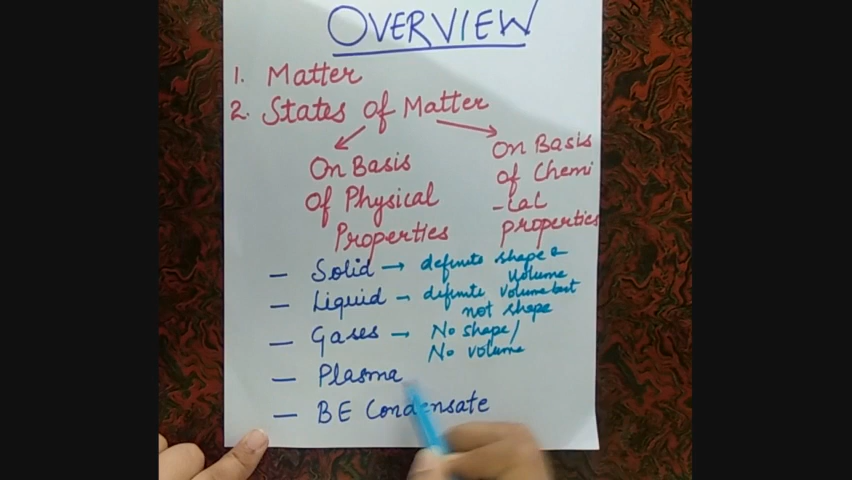 OVERVIEW
1. Matter
2. States of Matter
On Basis
Of Physical
Properties
On Basis
of Chemi
-cal
properties
– Solid → definite shape &
volume
– Liquid → definite volume but
not shape
– Gases → No shape/
No volume
– Plasma
– BE Condensate